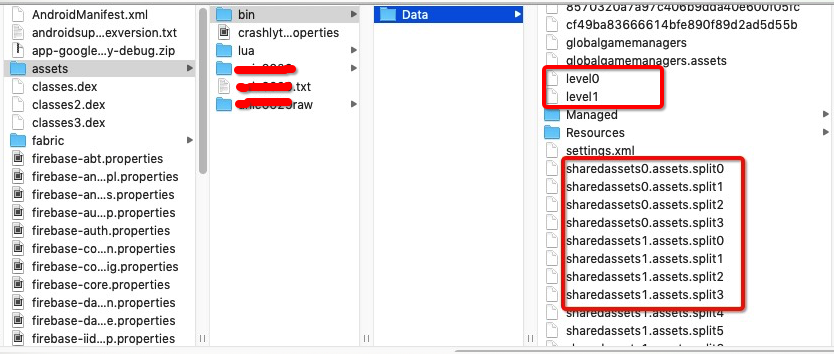 AndroidManifest.xml
androidsup...exversion.txt
app-google...y-debug.zip
assets
classes.dex
classes2.dex
classes3.dex
fabric
firebase-abt.properties
firebase-an...pl.properties
firebase-an...s.properties
firebase-au...p.properties
firebase-auth.properties
firebase-co...n.properties
firebase-co...ig.properties
firebase-core.properties
firebase-da...n.properties
firebase-da...e.properties
firebase-iid...p.properties
bin
crashlyt...operties
lua
.txt
raw
Data
cf49ba83666614bfe890f89d2ad5d55b
globalgamemanagers
globalgamemanagers.assets
level0
level1
Managed
Resources
settings.xml
sharedassets0.assets.split0
sharedassets0.assets.split1
sharedassets0.assets.split2
sharedassets0.assets.split3
sharedassets1.assets.split0
sharedassets1.assets.split1
sharedassets1.assets.split2
sharedassets1.assets.split3
sharedassets1.assets.split4
sharedassets1.assets.split5